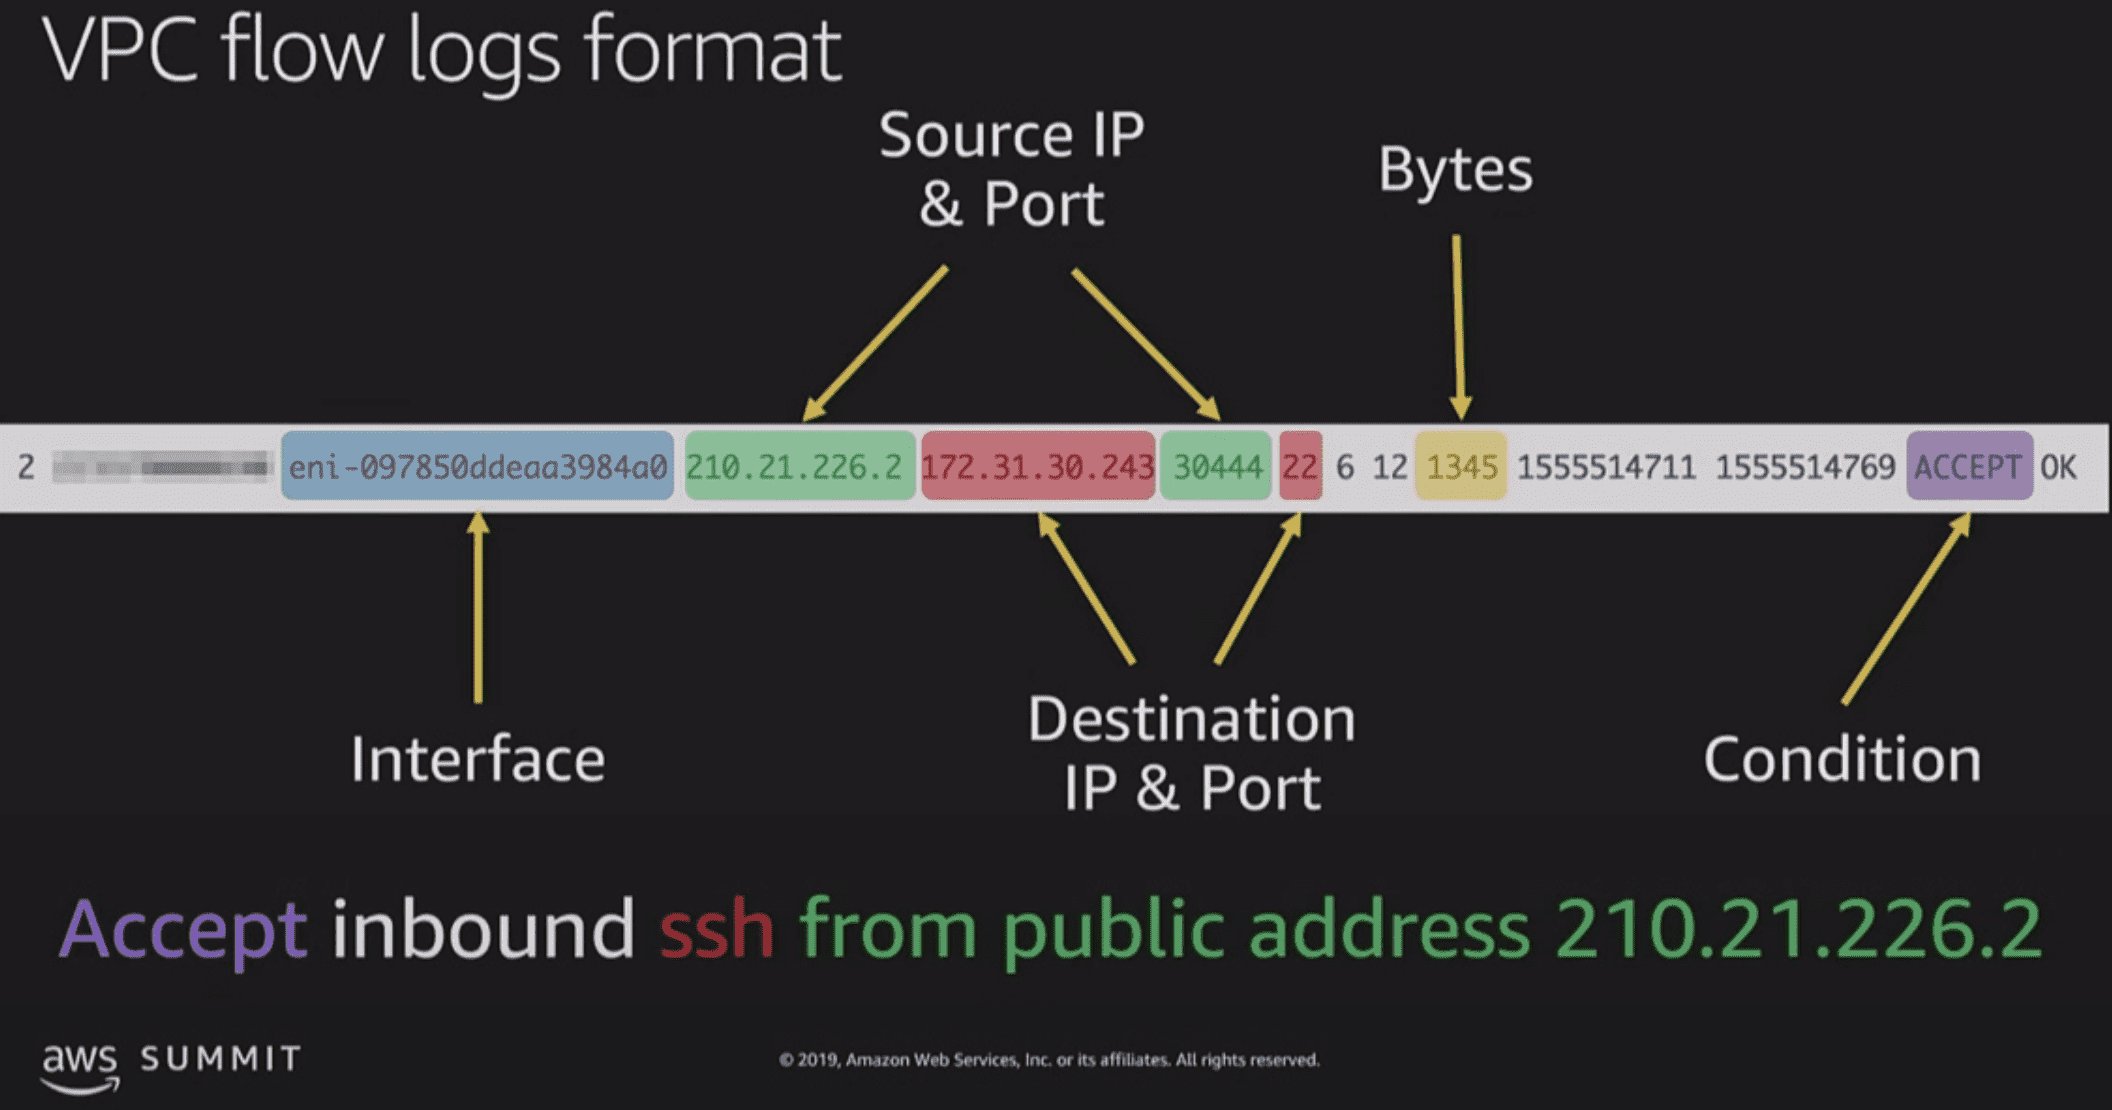 VPC flow logs format
Source IP
& Port
Bytes
2 eni-097850ddeaa3984a0 210.21.226.2 172.31.30.243 30444 22 6 12 1345 1555514711 1555514769 ACCEPT OK
Interface
Destination
IP & Port
Condition
Accept inbound ssh from public address 210.21.226.2
aws SUMMIT
© 2019, Amazon Web Services, Inc. or its affiliates. All rights reserved.